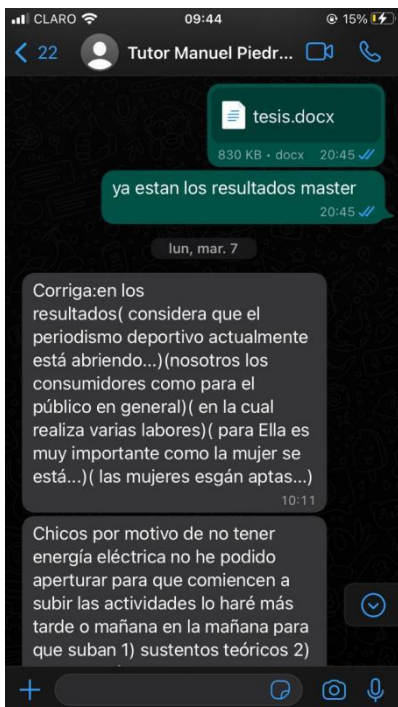 CLARO 09:44 15%
22 Tutor Manuel Piedr...
tesis.docx
830 KB • docx 20:45
ya estan los resultados master
20:45
lun, mar. 7
Corriga:en los
resultados( considera que el
periodismo deportivo actualmente
está abriendo...)(nosotros los
consumidores como para el
público en general)( en la cual
realiza varias labores)( para Ella es
muy importante como la mujer se
está...)( las mujeres esgán aptas...)
10:11
Chicos por motivo de no tener
energía eléctrica no he podido
aperturar para que comiencen a
subir las actividades lo haré más
tarde o mañana en la mañana para
que suban 1) sustentos teóricos 2)